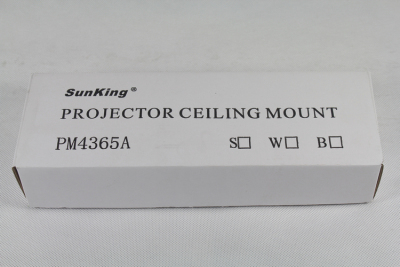 SunKing®
PROJECTOR CEILING MOUNT
PM4365A S□ W□ B□